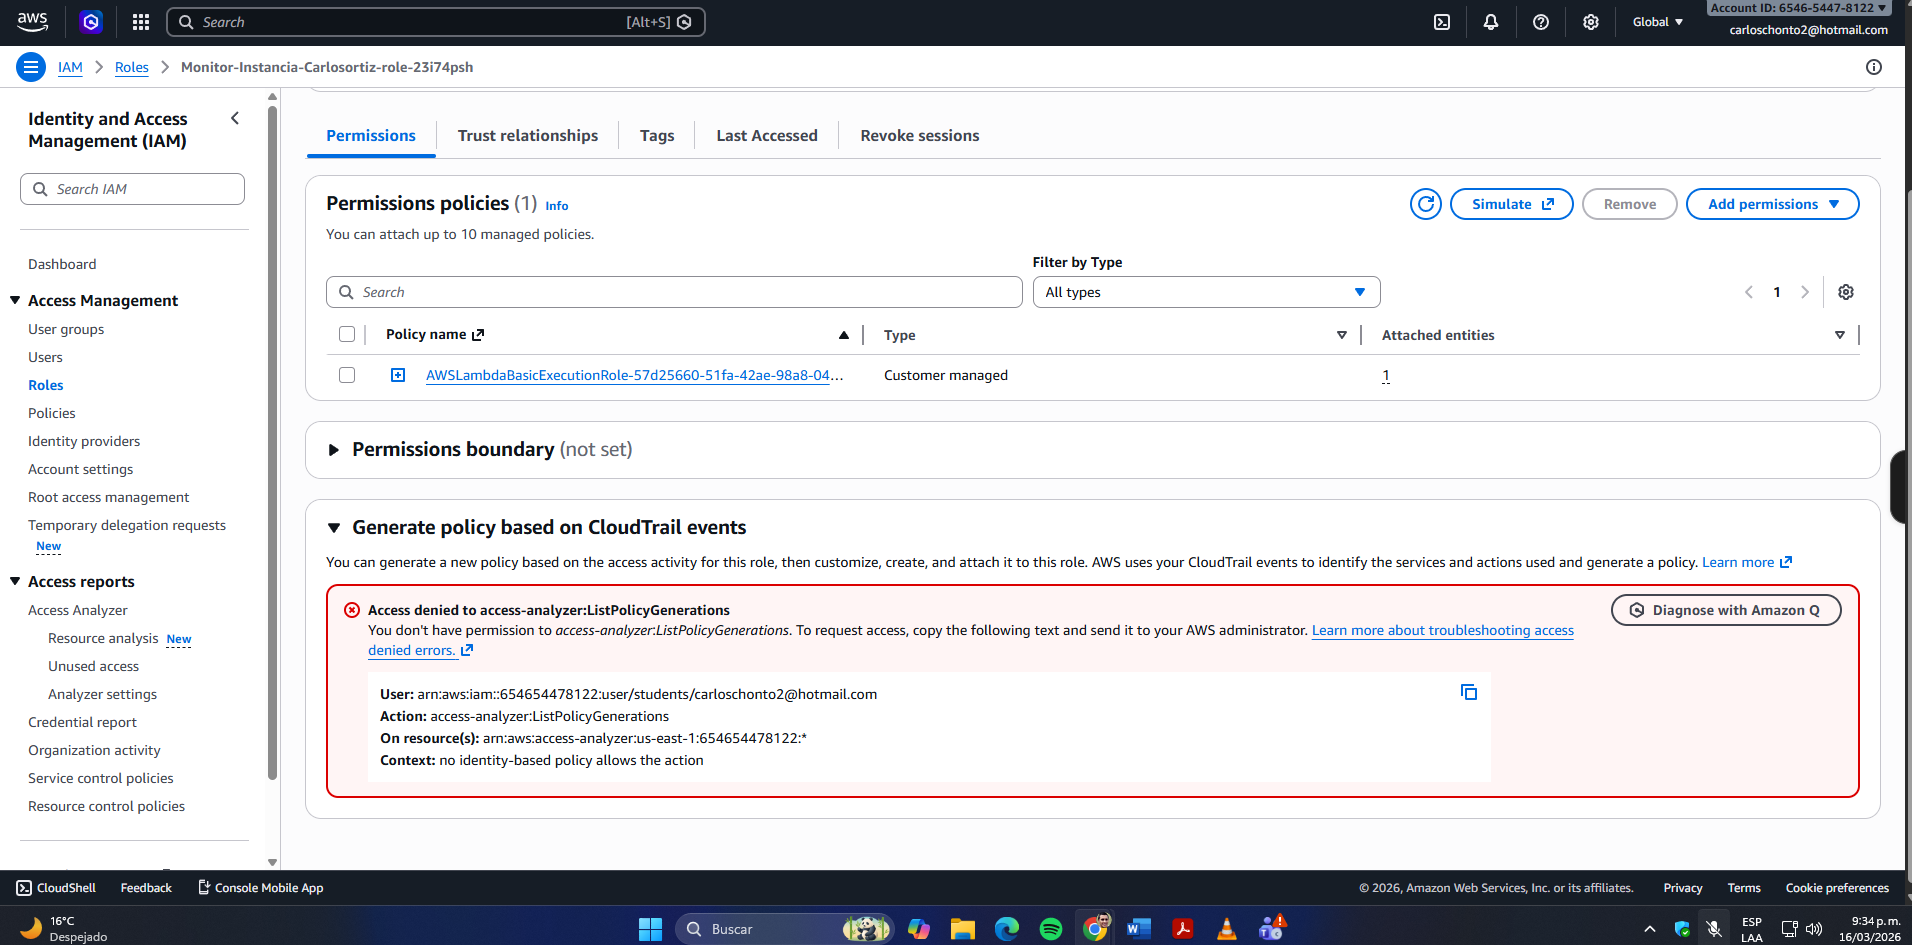 aws
Search
[Alt+S]
Global
Account ID: 6546-5447-8122
carloschonto2@hotmail.com
IAM
Roles
Monitor-Instancia-Carlosortiz-role-23i74psh
Identity and Access
Management (IAM)
Search IAM
Dashboard
Access Management
User groups
Users
Roles
Policies
Identity providers
Account settings
Root access management
Temporary delegation requests
New
Access reports
Access Analyzer
Resource analysis New
Unused access
Analyzer settings
Credential report
Organization activity
Service control policies
Resource control policies
Permissions
Trust relationships
Tags
Last Accessed
Revoke sessions
Permissions policies (1) Info
Simulate
Remove
Add permissions
You can attach up to 10 managed policies.
Filter by Type
Search
All types
1
Policy name
Type
Attached entities
AWSLambdaBasicExecutionRole-57d25660-51fa-42ae-98a8-04...
Customer managed
1
Permissions boundary (not set)
Generate policy based on CloudTrail events
You can generate a new policy based on the access activity for this role, then customize, create, and attach it to this role. AWS uses your CloudTrail events to identify the services and actions used and generate a policy. Learn more
Access denied to access-analyzer:ListPolicyGenerations
Diagnose with Amazon Q
You don't have permission to access-analyzer:ListPolicyGenerations. To request access, copy the following text and send it to your AWS administrator. Learn more about troubleshooting access
denied errors.
User: arn:aws:iam::654654478122:user/students/carloschonto2@hotmail.com
Action: access-analyzer:ListPolicyGenerations
On resource(s): arn:aws:access-analyzer:us-east-1:654654478122:*
Context: no identity-based policy allows the action
CloudShell
Feedback
Console Mobile App
© 2026, Amazon Web Services, Inc. or its affiliates.
Privacy
Terms
Cookie preferences
16°C
Despejado
Buscar
ESP
LAA
9:34 p. m.
16/03/2026